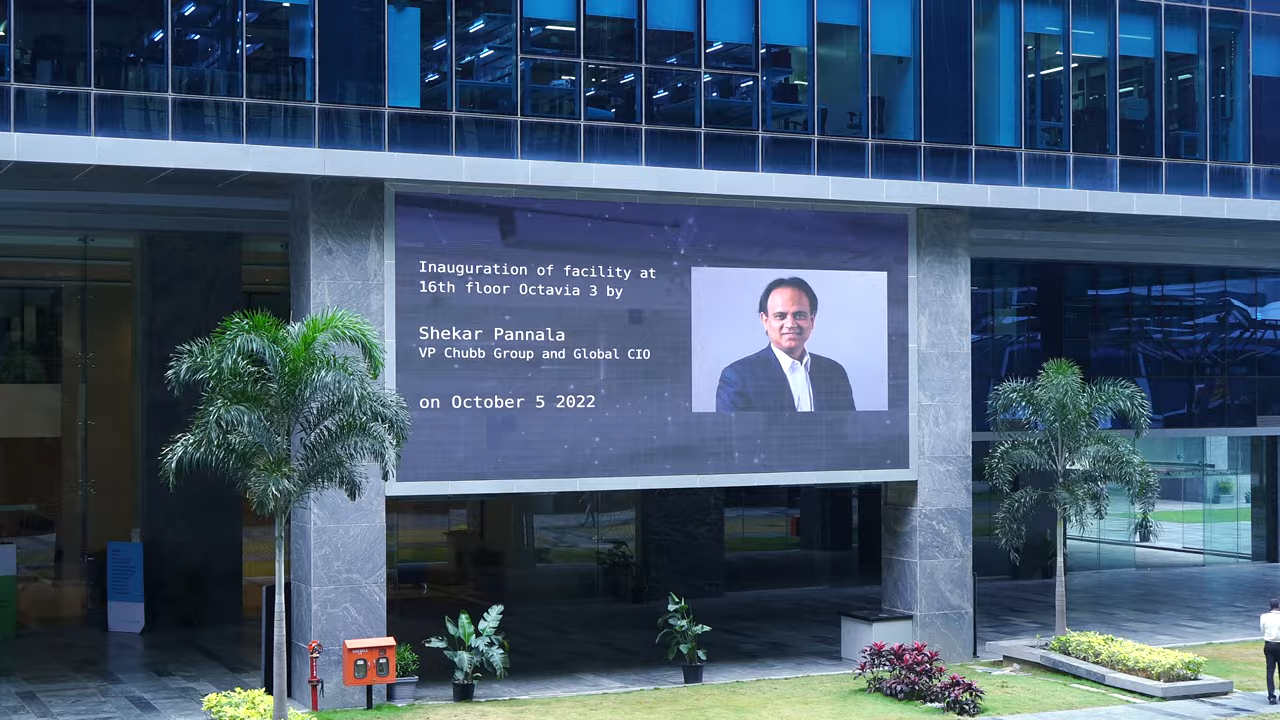 Inauguration of facility at
16th floor Octavia 3 by
Shekar Pannala
VP Chubb Group and Global CIO
on October 5 2022